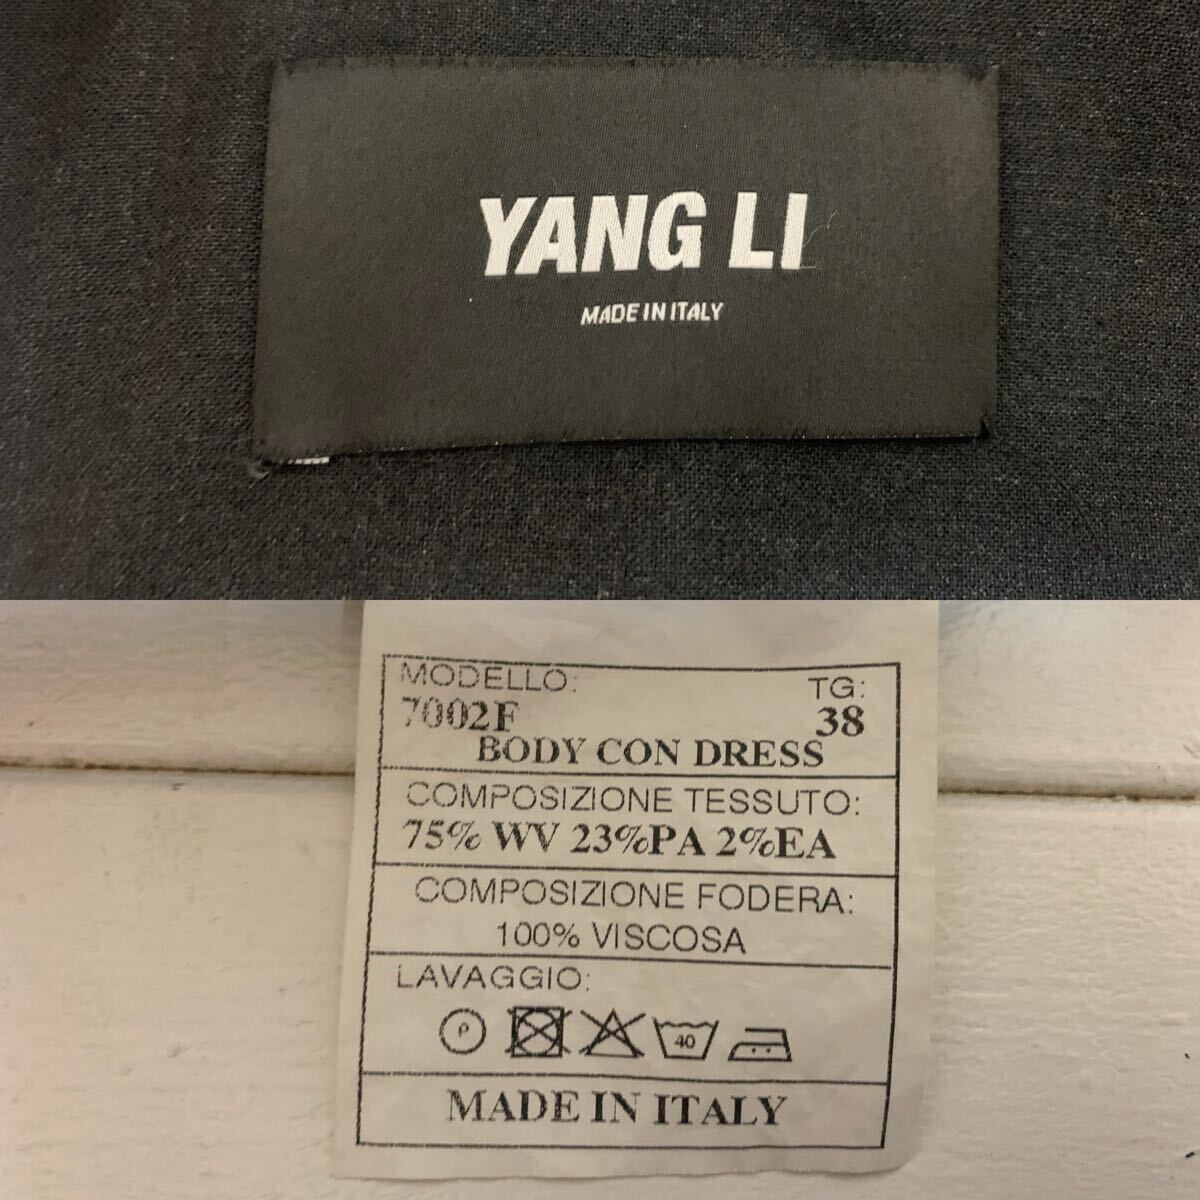 YANG LI
MADE IN ITALY
MODELLO: TG:
7002F 38
BODY CON DRESS
COMPOSIZIONE TESSUTO:
75% WV 23%PA 2%EA
COMPOSIZIONE FODERA:
100% VISCOSA
LAVAGGIO:
P 40
MADE IN ITALY